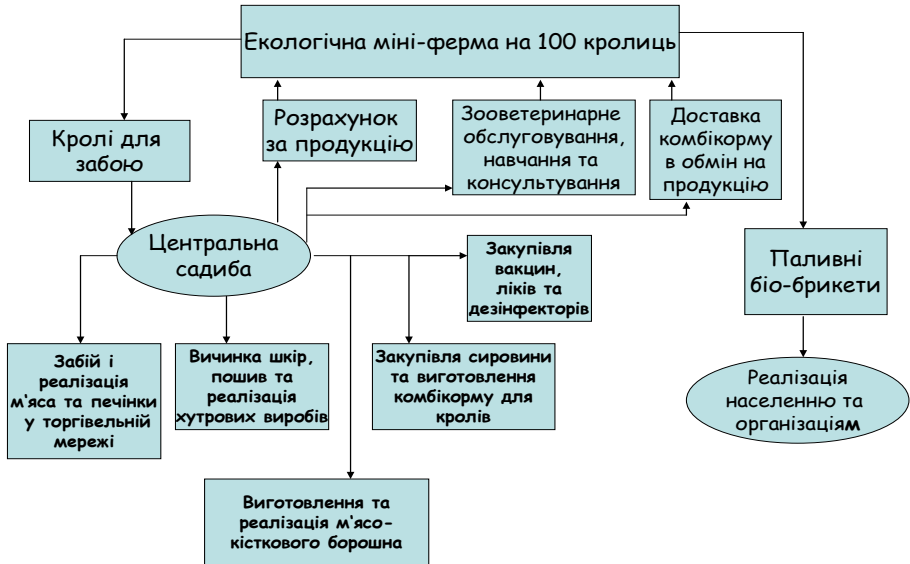 Екологічна міні-ферма на 100 кролиць
Кролі для
забою
Розрахунок
за продукцію
Зооветеринарне
обслуговування,
навчання та
консультування
Доставка
комбікорму
в обмін на
продукцію
Центральна
садиба
Закупівля
вакцин,
ліків та
дезінфекторів
Паливні
біо-брикети
Забій і
реалізація
м‘яса та печінки
у торгівельній
мережі
Вичинка шкір,
пошив та
реалізація
хутрових виробів
Закупівля сировини
та виготовлення
комбікорму для
кролів
Реалізація
населенню та
організаціям
Виготовлення та
реалізація м‘ясо-
кісткового борошна